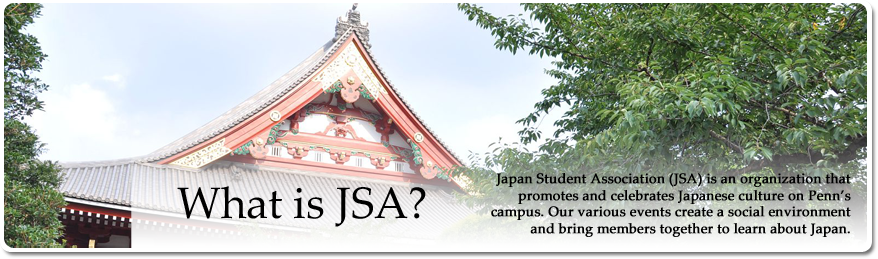 What is JSA?
Japan Student Association (JSA) is an organization that
promotes and celebrates Japanese culture on Penn's
campus. Our various events create a social environment
and bring members together to learn about Japan.